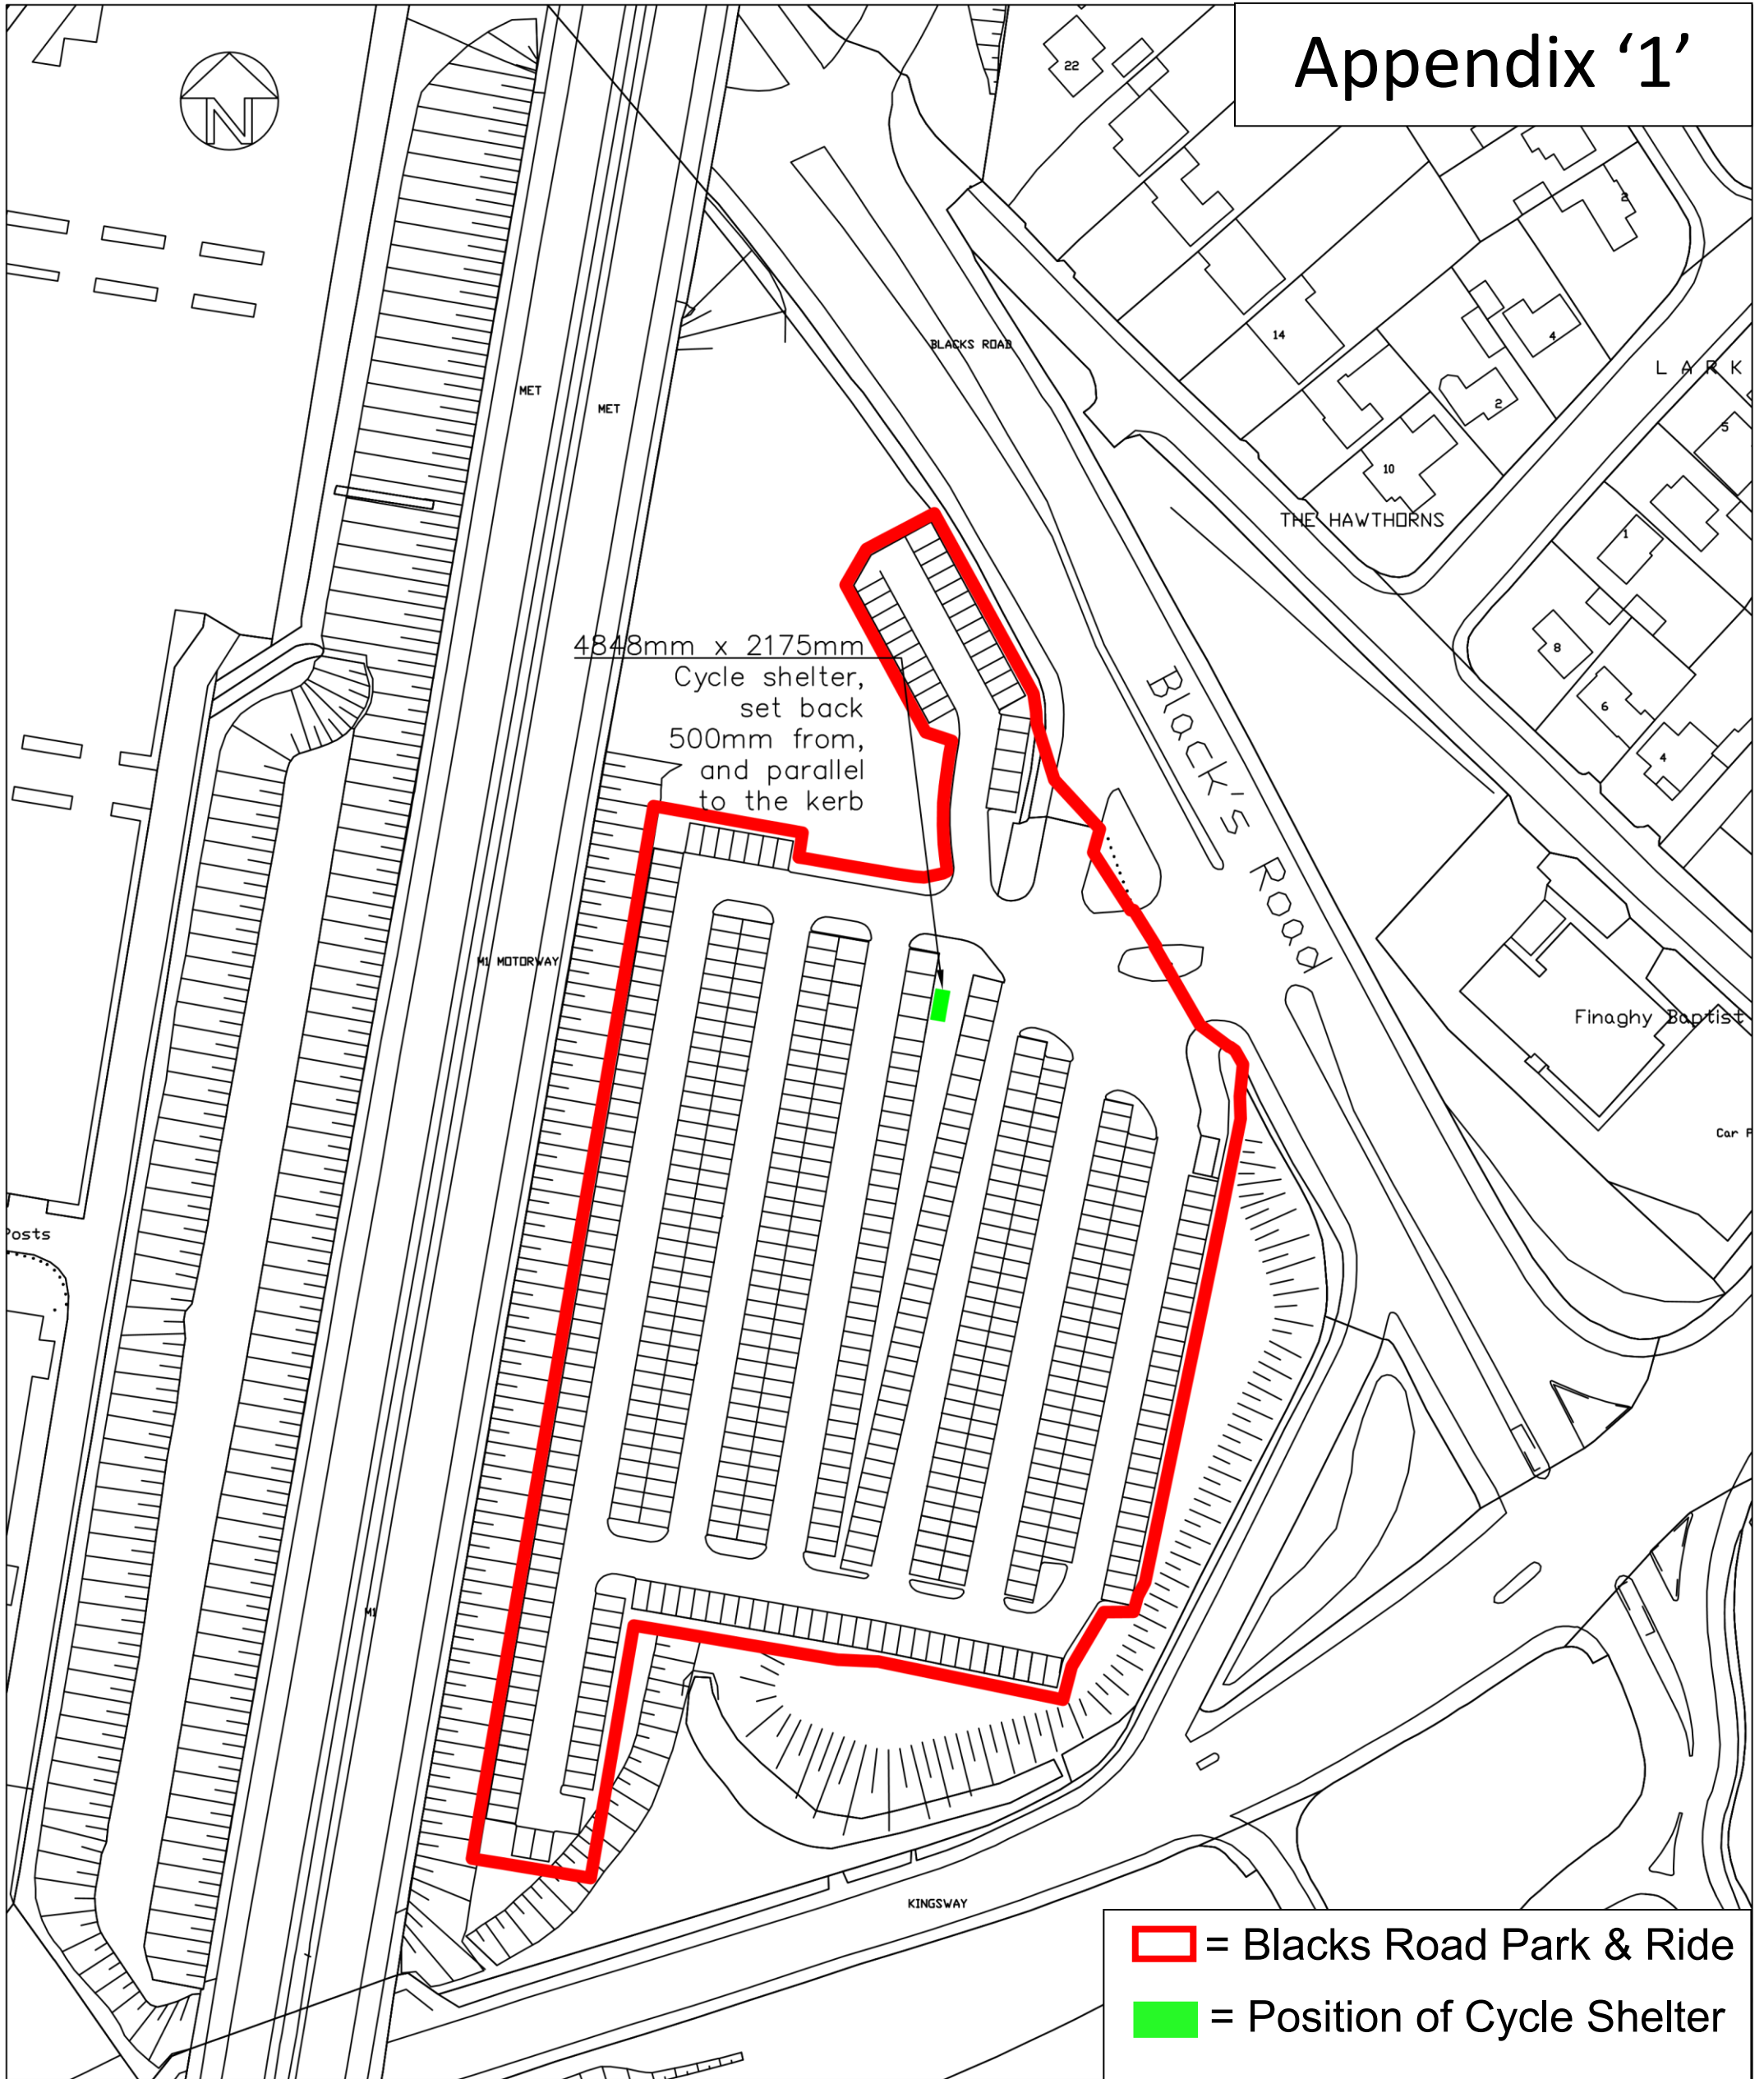 Appendix ‘1’
N
22
2
14
BLACKS ROAD
4
L A R K
MET
MET
2
5
10
THE HAWTHORNS
1
4848mm x 2175mm
Cycle shelter,
set back
500mm from,
and parallel
to the kerb
8
6
4
Black's Road
M1 MOTORWAY
Finaghy Baptist
Car P
Posts
M1
KINGSWAY
= Blacks Road Park & Ride
= Position of Cycle Shelter